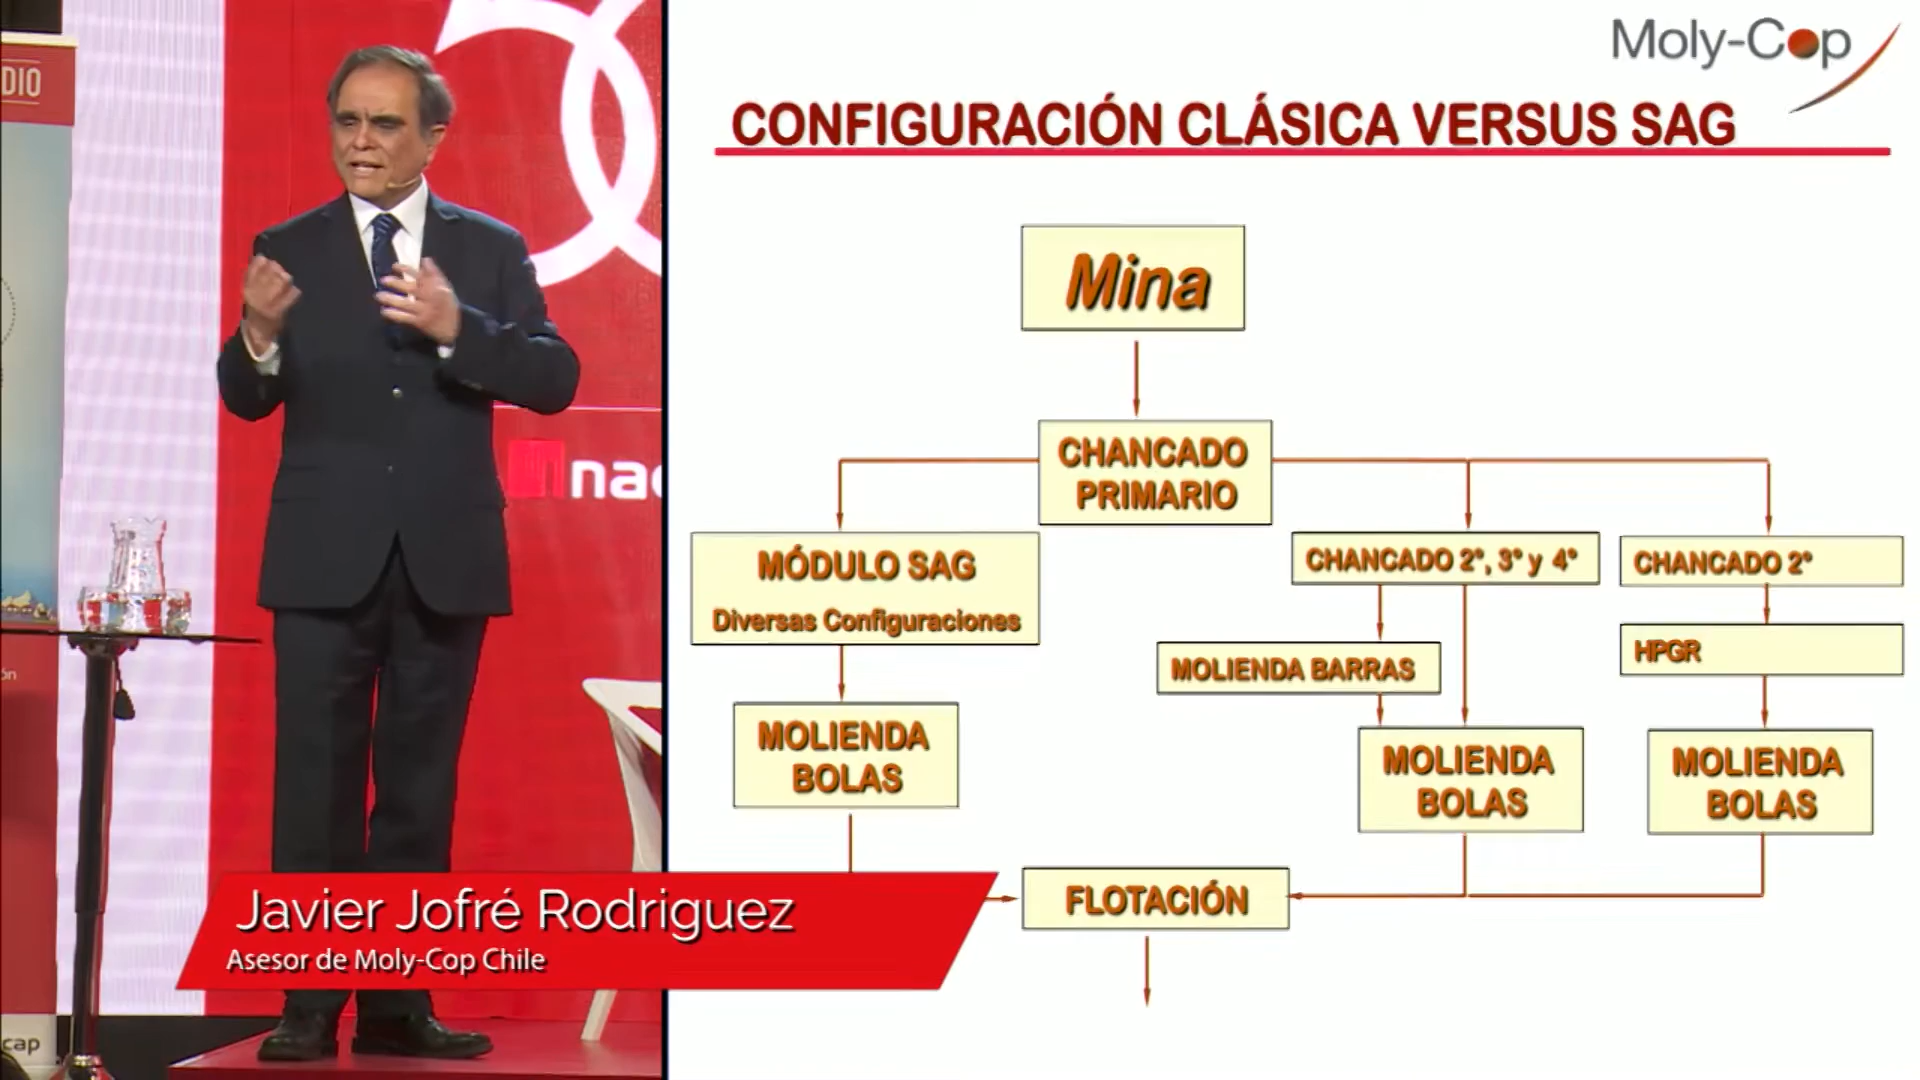 DIO
Moly-Cop
CONFIGURACIÓN CLÁSICA VERSUS SAG
Mina
CHANCADO
PRIMARIO
MÓDULO SAG
Diversas Configuraciones
CHANCADO 2°, 3° y 4°
CHANCADO 2°
MOLIENDA BARRAS
HPGR
MOLIENDA
BOLAS
MOLIENDA
BOLAS
MOLIENDA
BOLAS
FLOTACIÓN
Javier Jofré Rodriguez
Asesor de Moly-Cop Chile
nac
ón
cap